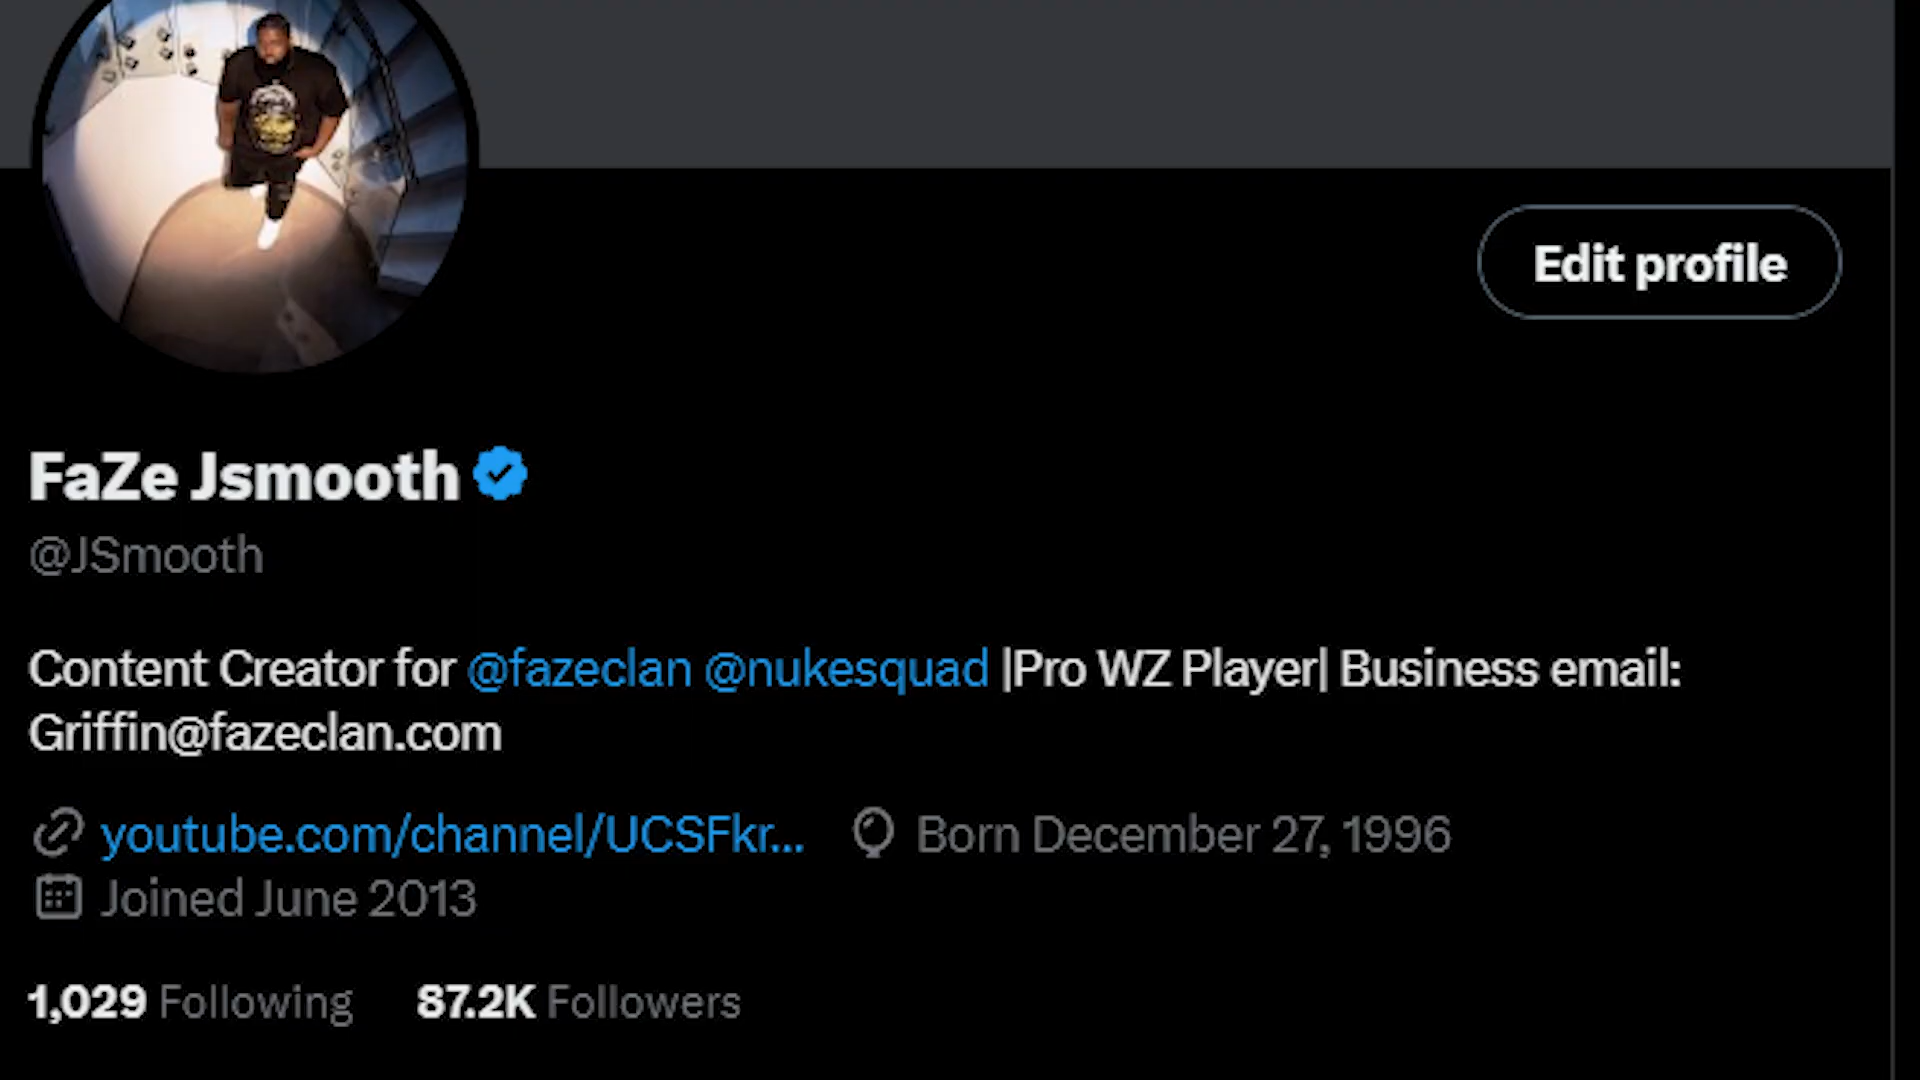 Edit profile
FaZe Jsmooth
@JSmooth
Content Creator for @fazeclan @nukesquad |Pro WZ Player| Business email:
Griffin@fazeclan.com
youtube.com/channel/UCSFkr... Born December 27, 1996
Joined June 2013
1,029 Following 87.2K Followers